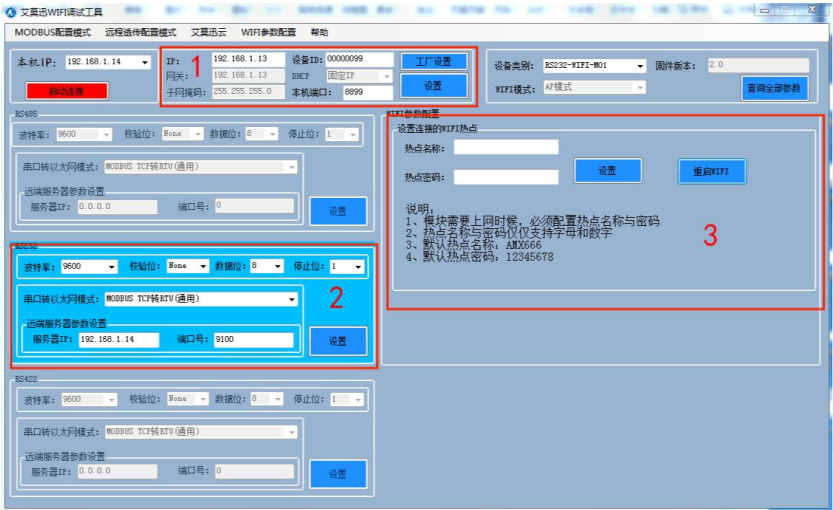 艾莫迅WIFI调试工具
MODBUS配置模式 远程透传配置模式 艾莫迅云 WIFI参数配置 帮助
本机IP: 192.168.1.14
启动连接
1
IP: 192.168.1.13 设备ID: 00000099 工厂设置
网关: 192.168.1.13 DHCP 固定IP
子网掩码: 255.255.255.0 本机端口: 8899 设置
设备类别: RS232-WIFI-M01 固件版本: 2.0
WIFI模式: AP模式 查询全部参数
RS485
波特率: 9600 校验位: None 数据位: 8 停止位: 1
串口转以太网模式: MODBUS TCP转RTU(通用)
远端服务器参数设置
服务器IP: 0.0.0.0 端口号: 0 设置
RS232
波特率: 9600 校验位: None 数据位: 8 停止位: 1
串口转以太网模式: MODBUS TCP转RTU(通用)
2
远端服务器参数设置
服务器IP: 192.168.1.14 端口号: 9100 设置
RS422
波特率: 9600 校验位: None 数据位: 8 停止位: 1
串口转以太网模式: MODBUS TCP转RTU(通用)
远端服务器参数设置
服务器IP: 0.0.0.0 端口号: 0 设置
WIFI参数配置
设置连接的WIFI热点
热点名称:
热点密码: 设置 重启WIFI
说明:
1、模块需要上网时候，必须配置热点名称与密码
2、热点名称与密码仅仅支持字母和数字
3、默认热点名称: AMX666
4、默认热点密码: 12345678
3